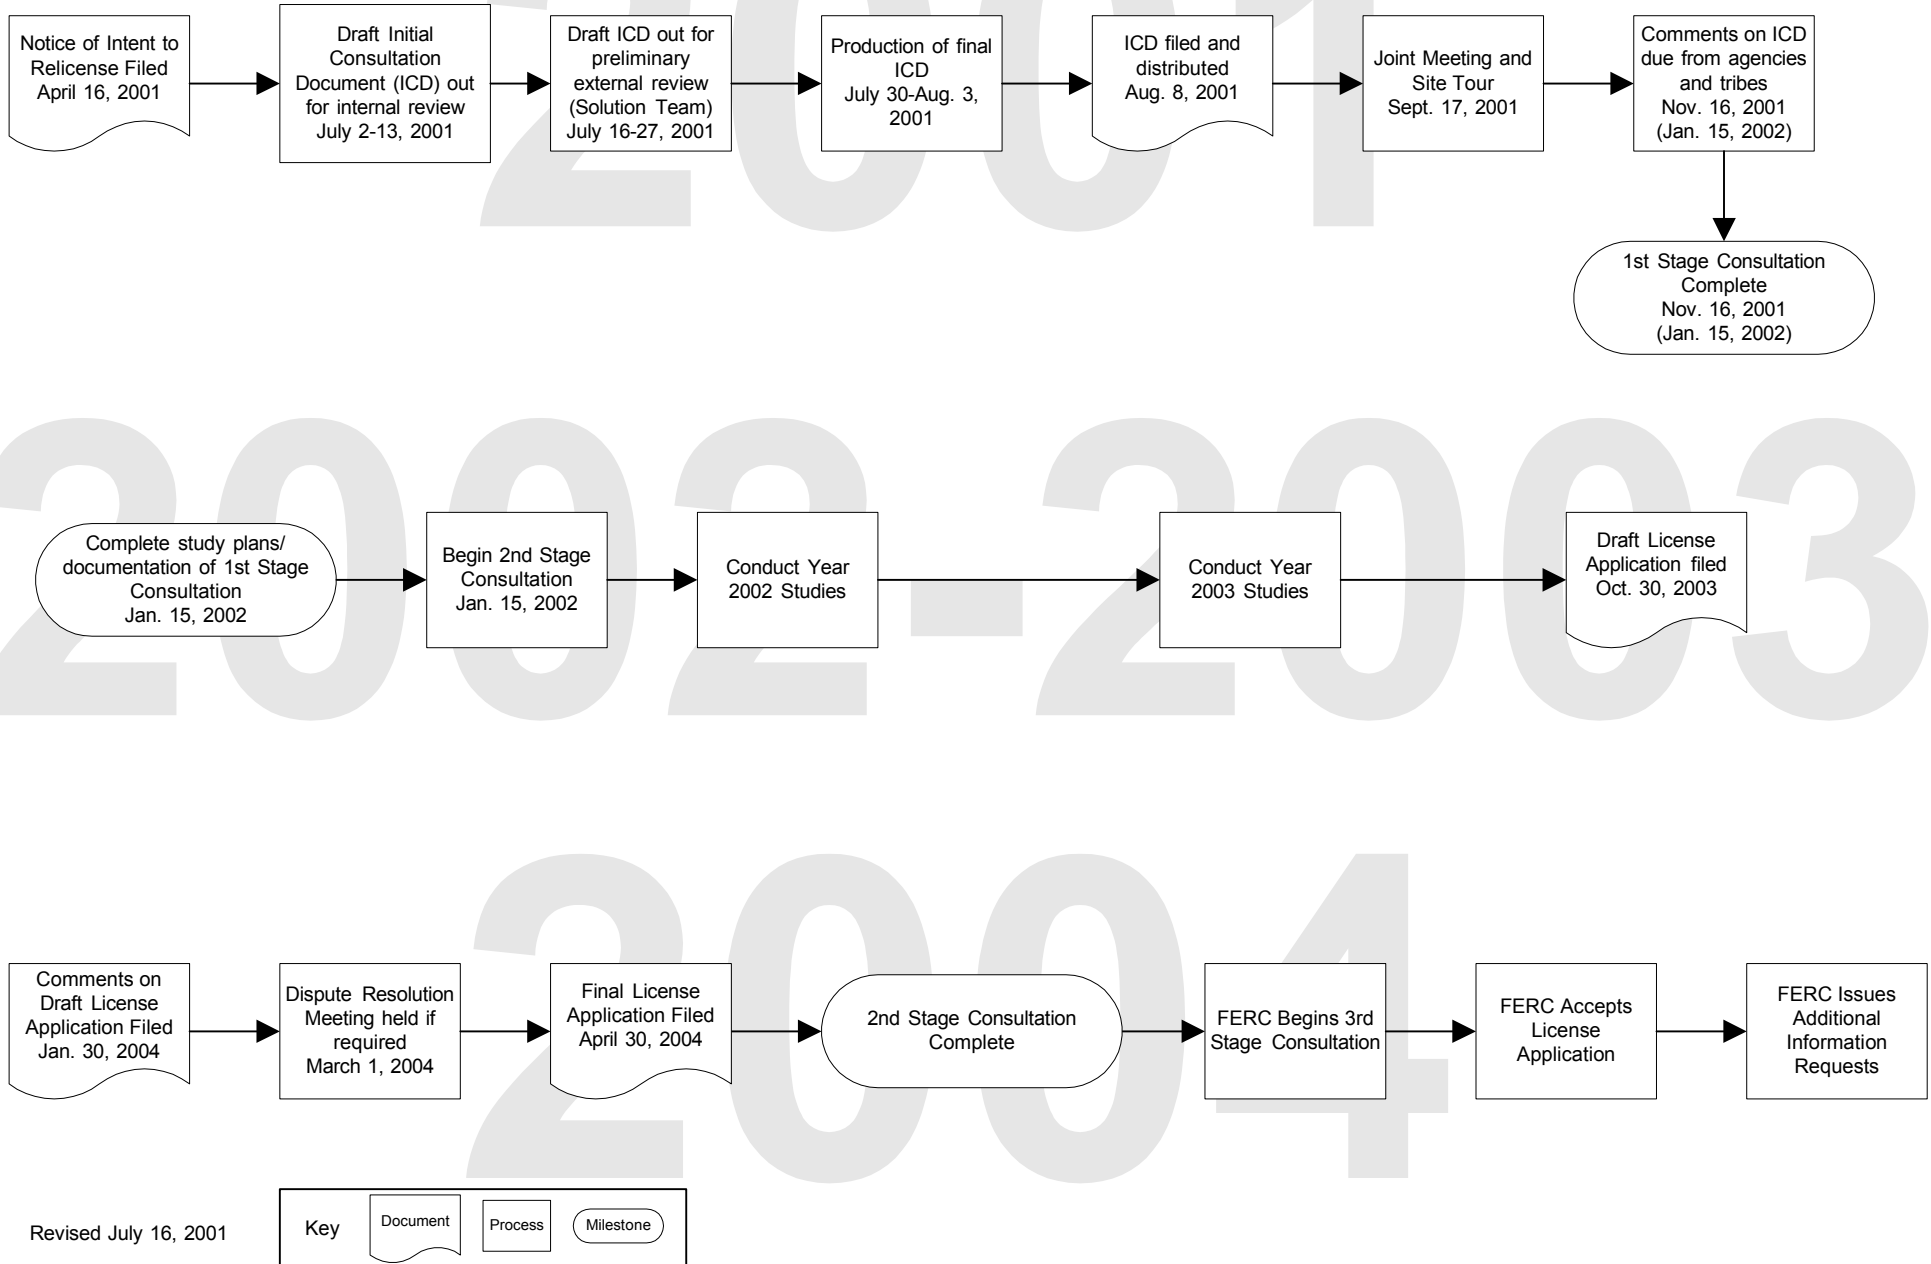 2001
Notice of Intent to
Relicense Filed
April 16, 2001
Draft Initial
Consultation
Document (ICD) out
for internal review
July 2-13, 2001
Draft ICD out for
preliminary
external review
(Solution Team)
July 16-27, 2001
Production of final
ICD
July 30-Aug. 3,
2001
ICD filed and
distributed
Aug. 8, 2001
Joint Meeting and
Site Tour
Sept. 17, 2001
Comments on ICD
due from agencies
and tribes
Nov. 16, 2001
(Jan. 15, 2002)
1st Stage Consultation
Complete
Nov. 16, 2001
(Jan. 15, 2002)
2002-2003
Complete study plans/
documentation of 1st Stage
Consultation
Jan. 15, 2002
Begin 2nd Stage
Consultation
Jan. 15, 2002
Conduct Year
2002 Studies
Conduct Year
2003 Studies
Draft License
Application filed
Oct. 30, 2003
2004
Comments on
Draft License
Application Filed
Jan. 30, 2004
Dispute Resolution
Meeting held if
required
March 1, 2004
Final License
Application Filed
April 30, 2004
2nd Stage Consultation
Complete
FERC Begins 3rd
Stage Consultation
FERC Accepts
License
Application
FERC Issues
Additional
Information
Requests
Revised July 16, 2001
Key
Document
Process
Milestone